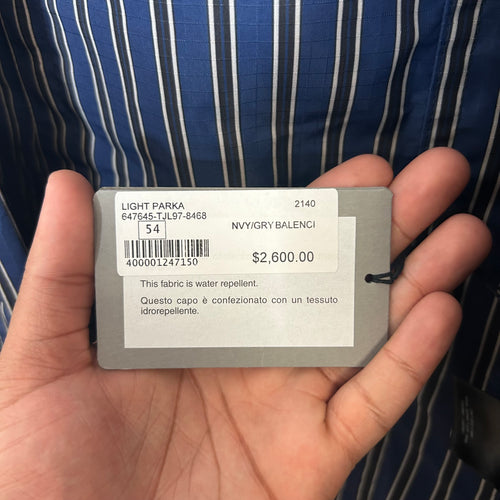 LIGHT PARKA 2140
647645-TJL97-8468
54 NVY/GRY BALENCI
400001247150 $2,600.00
This fabric is water repellent.
Questo capo è confezionato con un tessuto
idrorepellente.